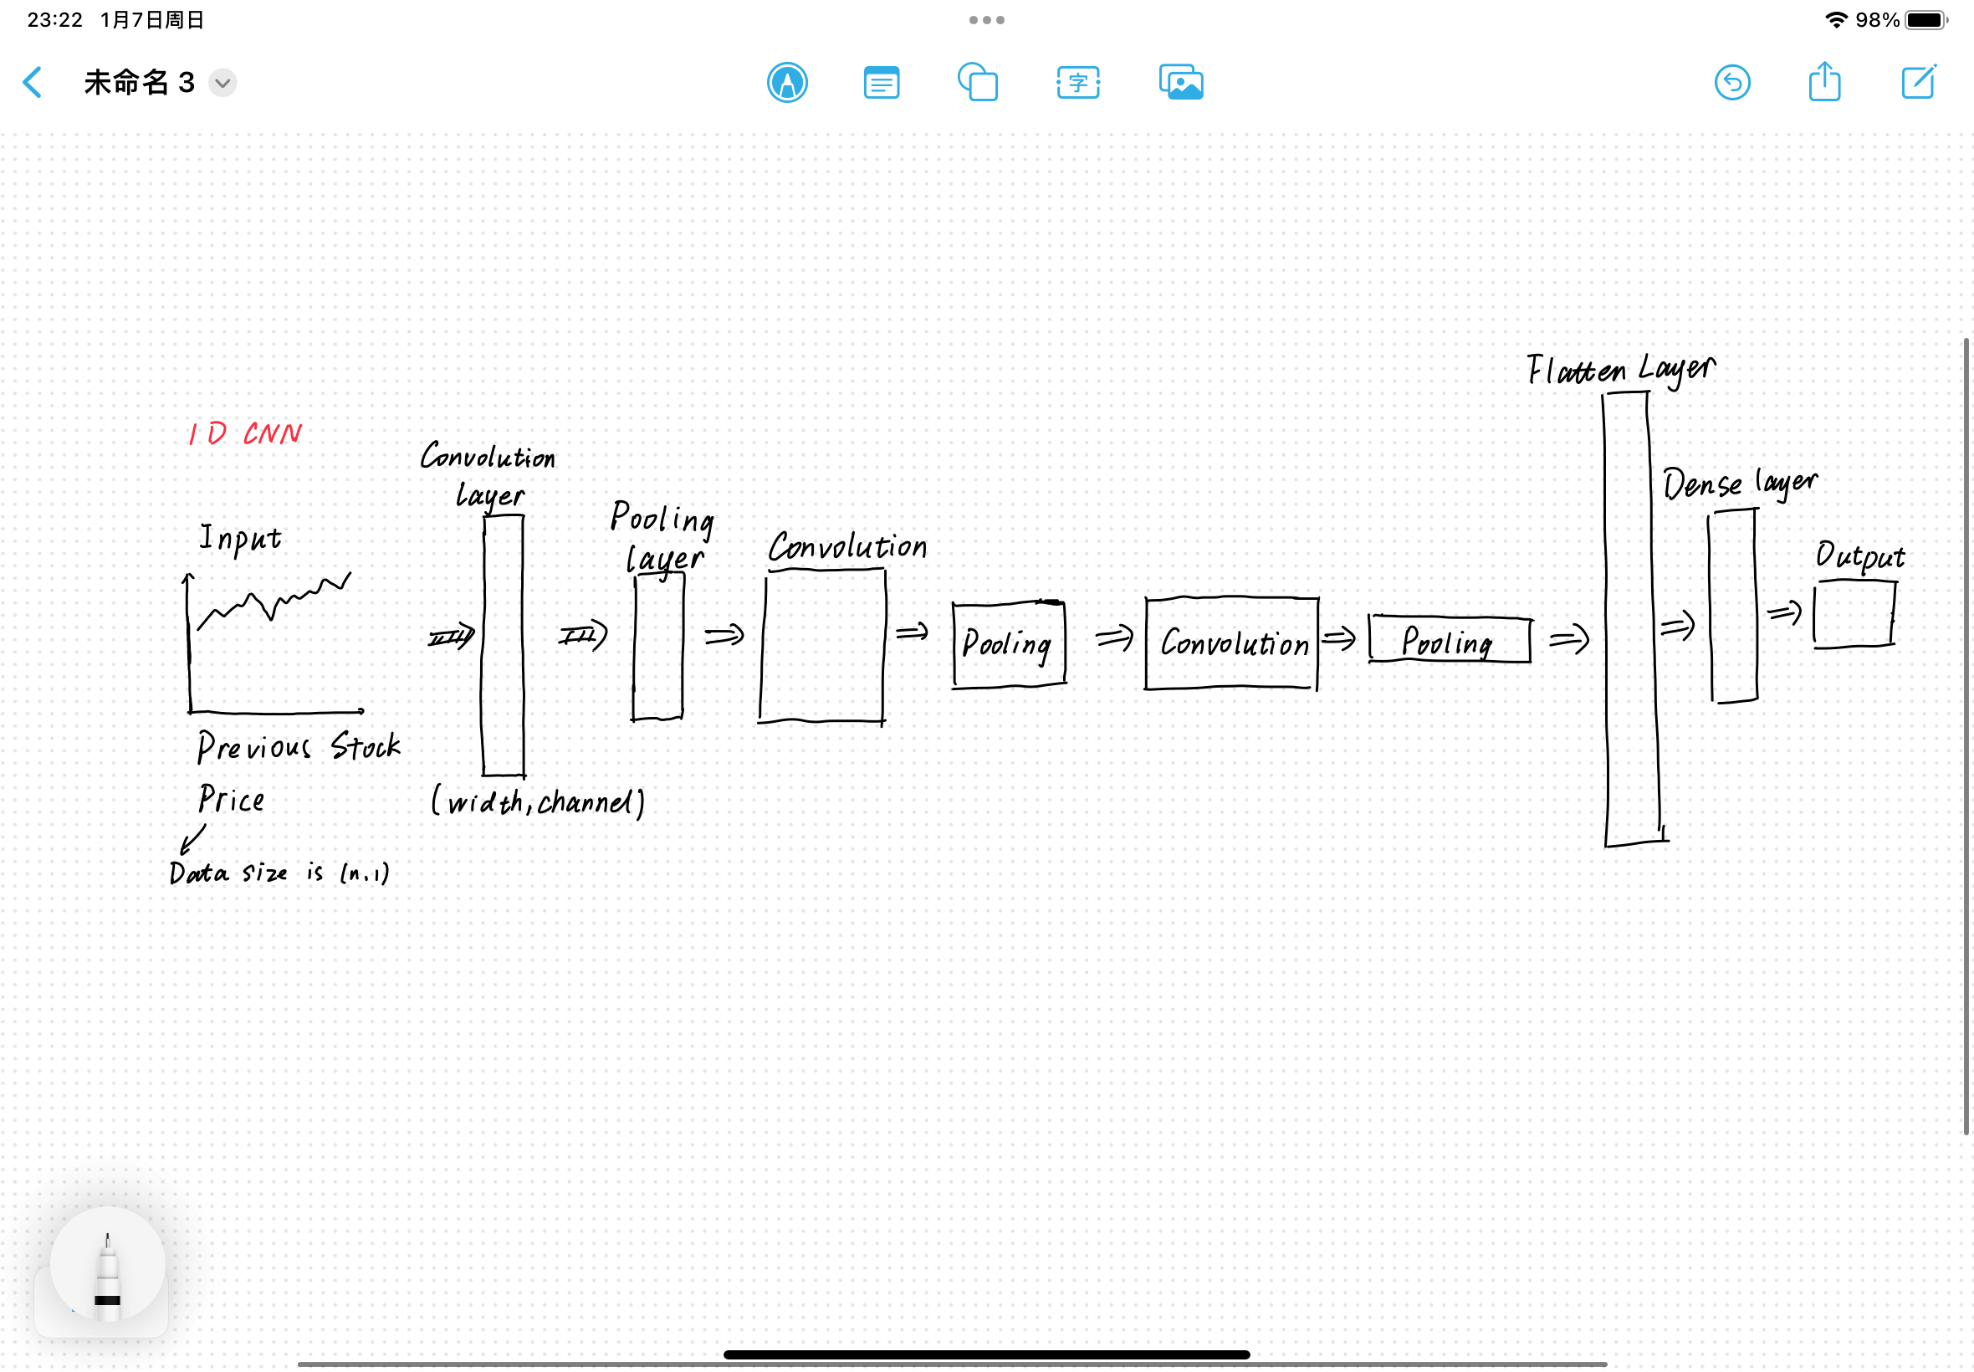 23:22 1月7日周日
98%
未命名 3
字
Flatten Layer
1D CNN
Convolution
Layer
Dense layer
Pooling
Layer
Input
Convolution
Output
Pooling
Convolution
Pooling
Previous Stock
Price
(width, channel)
Data size is (n.1)